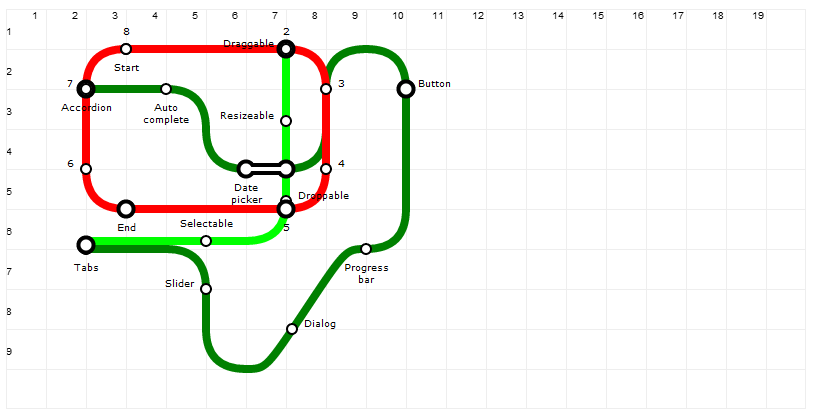 1 2 3 4 5 6 7 8 9 10 11 12 13 14 15 16 17 18 19
1
8
2
Draggable
2
Start
7
3
Button
Accordion
Auto
complete
3
Resizeable
4
6
4
Date
picker
5
Droppable
End
Selectable
5
6
Tabs
Progress
bar
7
Slider
8
Dialog
9